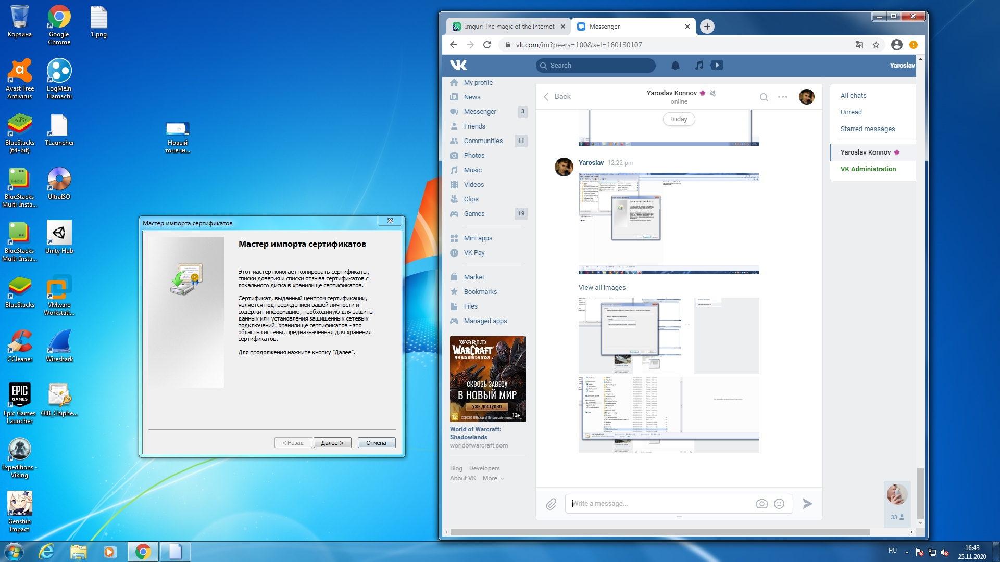 Корзина
Google
Chrome
1.png
Avast Free
Antivirus
LogMeIn
Hamachi
BlueStacks
(64-bit)
TLauncher
Новый
точечн...
BlueStacks
Multi-Insta...
UltraISO
BlueStacks
Multi-Insta...
Unity Hub
BlueStacks
VMware
Workstati...
CCleaner
Wireshark
EPIC
GAMES
Epic Games
Launcher
OIB_Chiphe...
Expeditions -
Viking
miHoYo
Genshin
Impact
Мастер импорта сертификатов
Мастер импорта сертификатов
Этот мастер помогает копировать сертификаты,
списки доверия и списки отзыва сертификатов с
локального диска в хранилище сертификатов.
Сертификат, выданный центром сертификации,
является подтверждением вашей личности и
содержит информацию, необходимую для защиты
данных или установления защищенных сетевых
подключений. Хранилище сертификатов - это
область системы, предназначенная для хранения
сертификатов.
Для продолжения нажмите кнопку "Далее".
< Назад
Далее >
Отмена
Imgur: The magic of the Internet
Messenger
vk.com/im?peers=100&sel=160130107
Search
Yaroslav
My profile
News
Messenger 3
Friends
Communities 11
Photos
Music
Videos
Clips
Games 19
Mini apps
VK Pay
Market
Bookmarks
Files
Managed apps
WORLD
WARCRAFT
SHADOWLANDS
СКВОЗЬ ЗАВЕСУ
В НОВЫЙ МИР
УЖЕ ДОСТУПНО
12+
©2020 Blizzard Entertainme...
12+
World of Warcraft:
Shadowlands
worldofwarcraft.com
Blog Developers
About VK More
Back
Yaroslav Konnov
online
today
Yaroslav 12:22 pm
View all images
Write a message...
All chats
Unread
Starred messages
Yaroslav Konnov
VK Administration
33
RU
16:43
25.11.2020